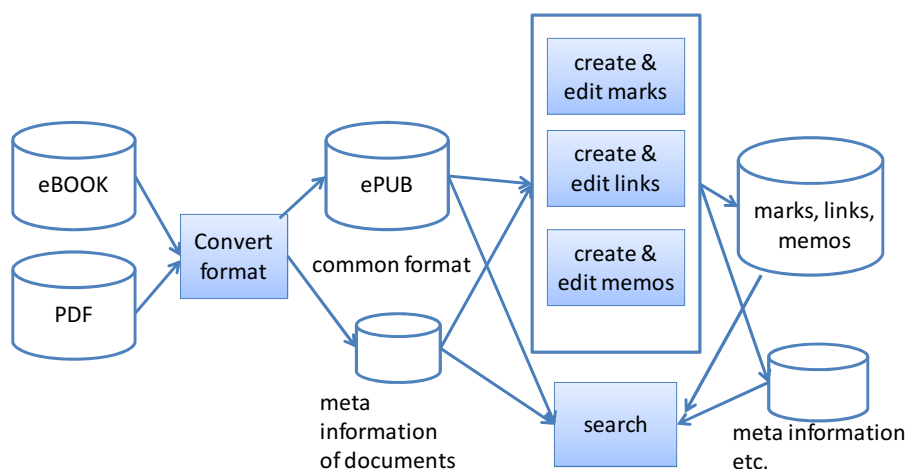 eBOOK
PDF
Convert
format
ePUB
common format
meta
information
of documents
create &
edit marks
create &
edit links
create &
edit memos
search
marks, links,
memos
meta information
etc.